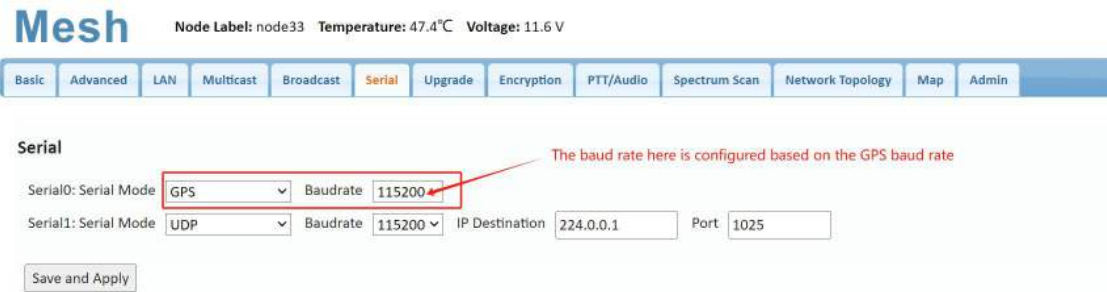 Mesh Node Label: node33 Temperature: 47.4℃ Voltage: 11.6 V
Basic Advanced LAN Multicast Broadcast Serial Upgrade Encryption PTT/Audio Spectrum Scan Network Topology Map Admin
Serial
The baud rate here is configured based on the GPS baud rate
Serial0: Serial Mode GPS Baudrate 115200
Serial1: Serial Mode UDP Baudrate 115200 IP Destination 224.0.0.1 Port 1025
Save and Apply